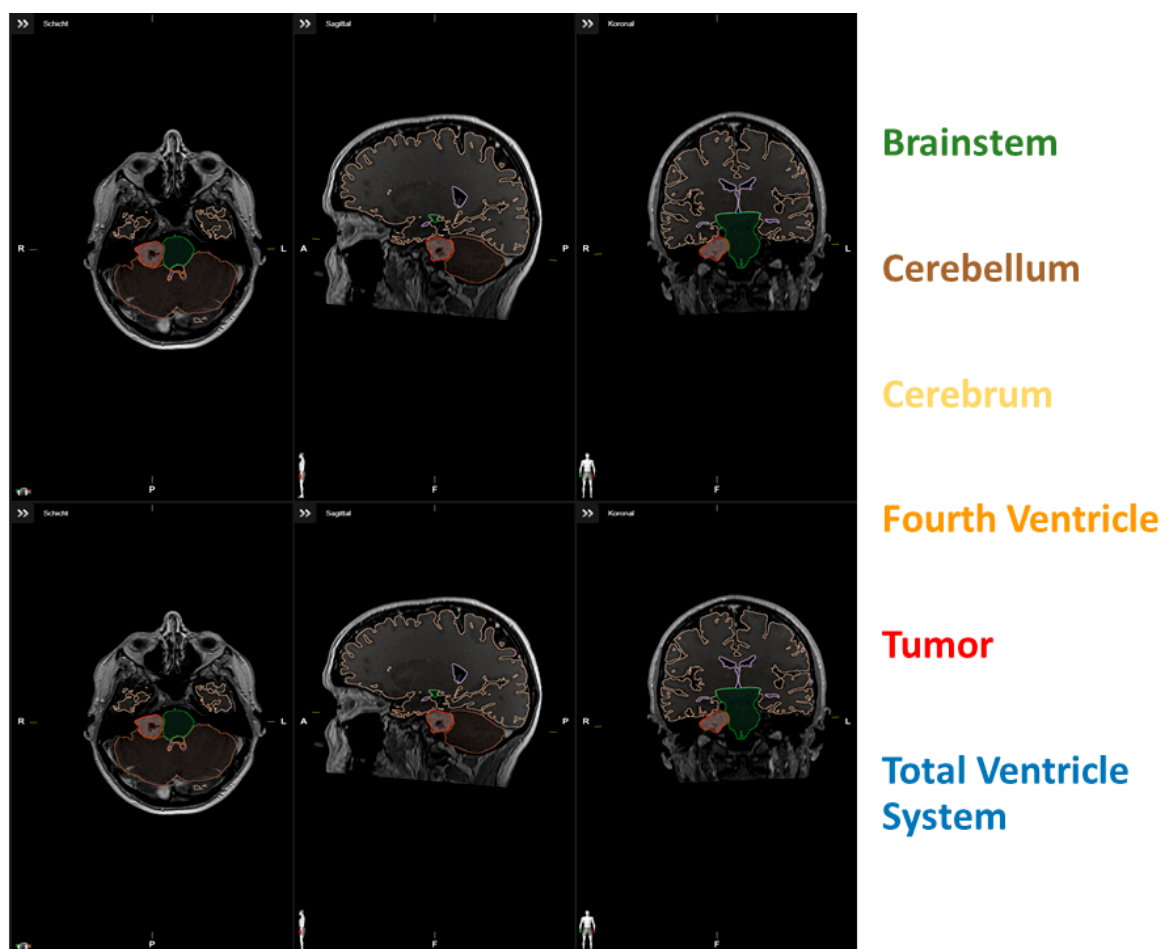 Schicht
Sagittal
Koronal
R
L
A
P
R
L
P
F
F
Schicht
Sagittal
Koronal
R
L
A
P
R
L
P
F
F
Brainstem
Cerebellum
Cerebrum
Fourth Ventricle
Tumor
Total Ventricle
System